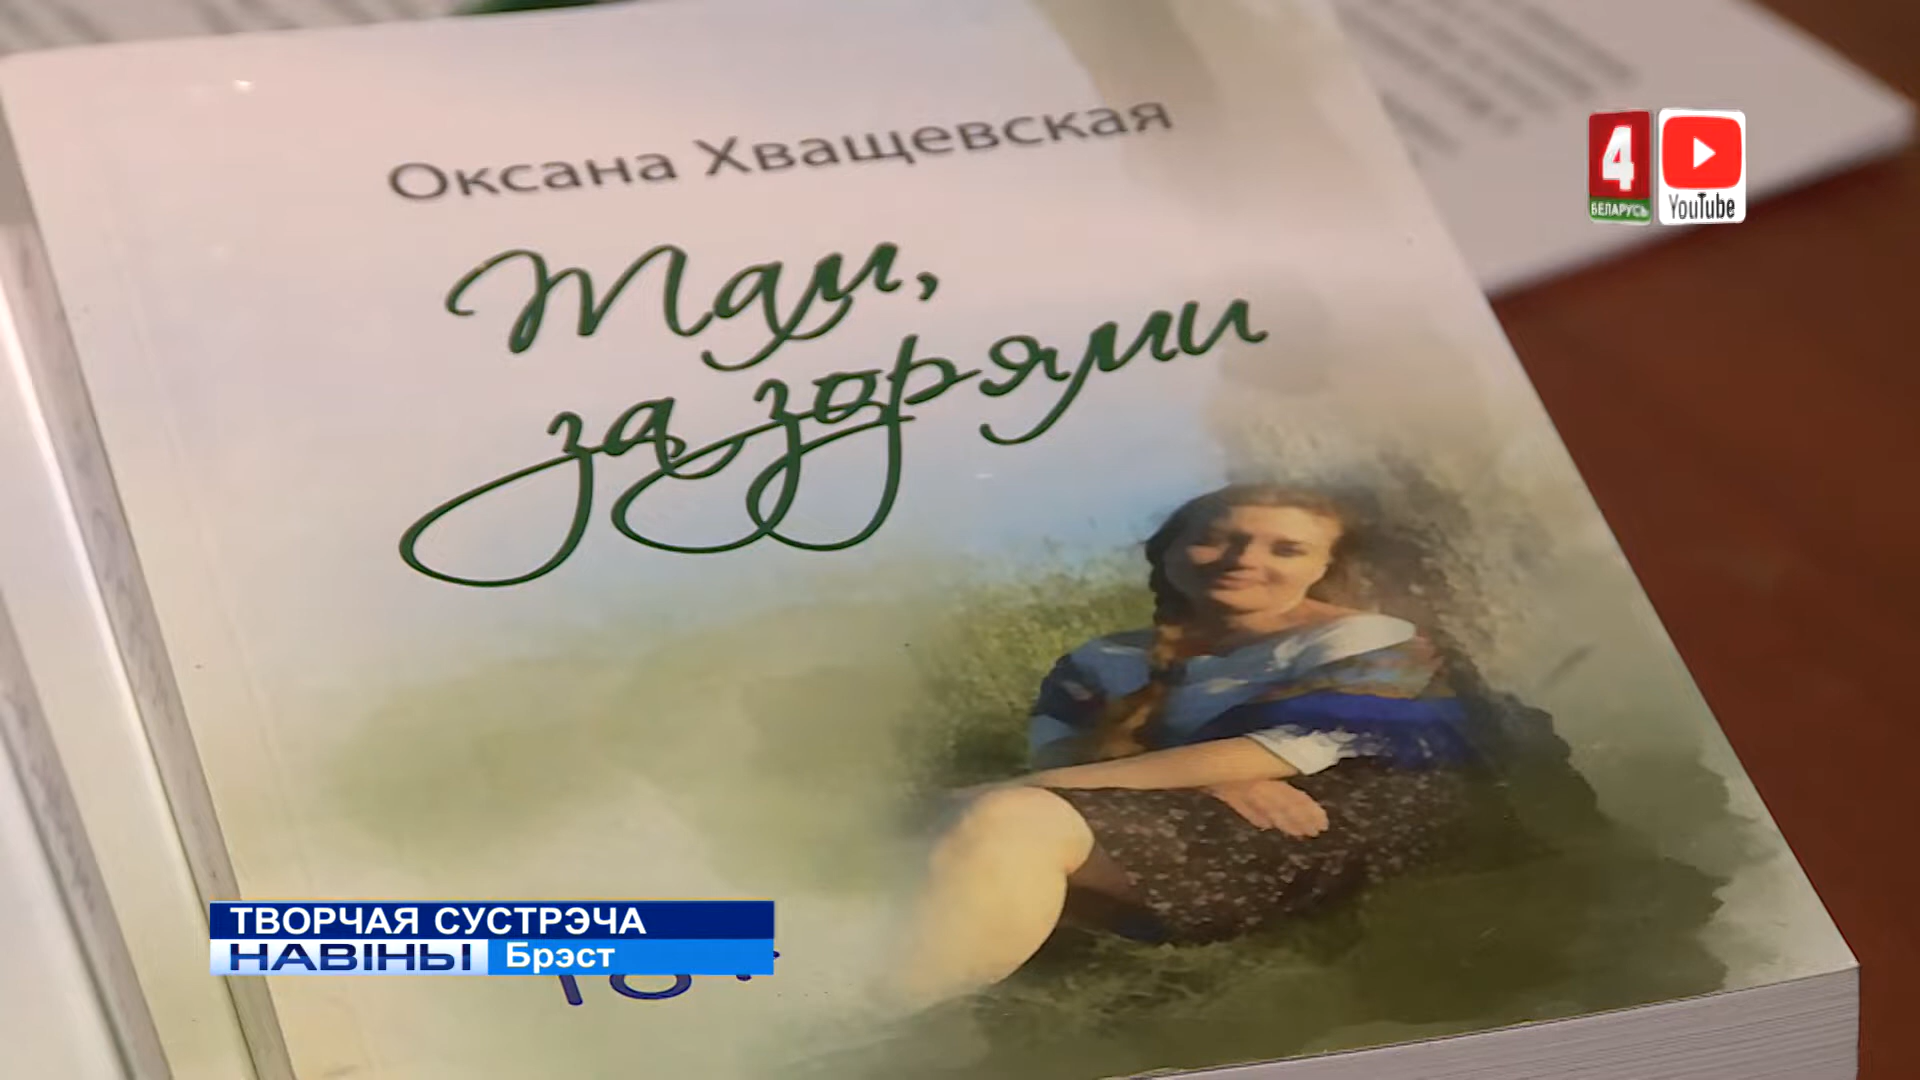 Оксана Хващевская
Там,
за зорями
4
БЕЛАРУСЬ
YouTube
ТВОРЧАЯ СУСТРЭЧА
НАВІНЫ Брэст